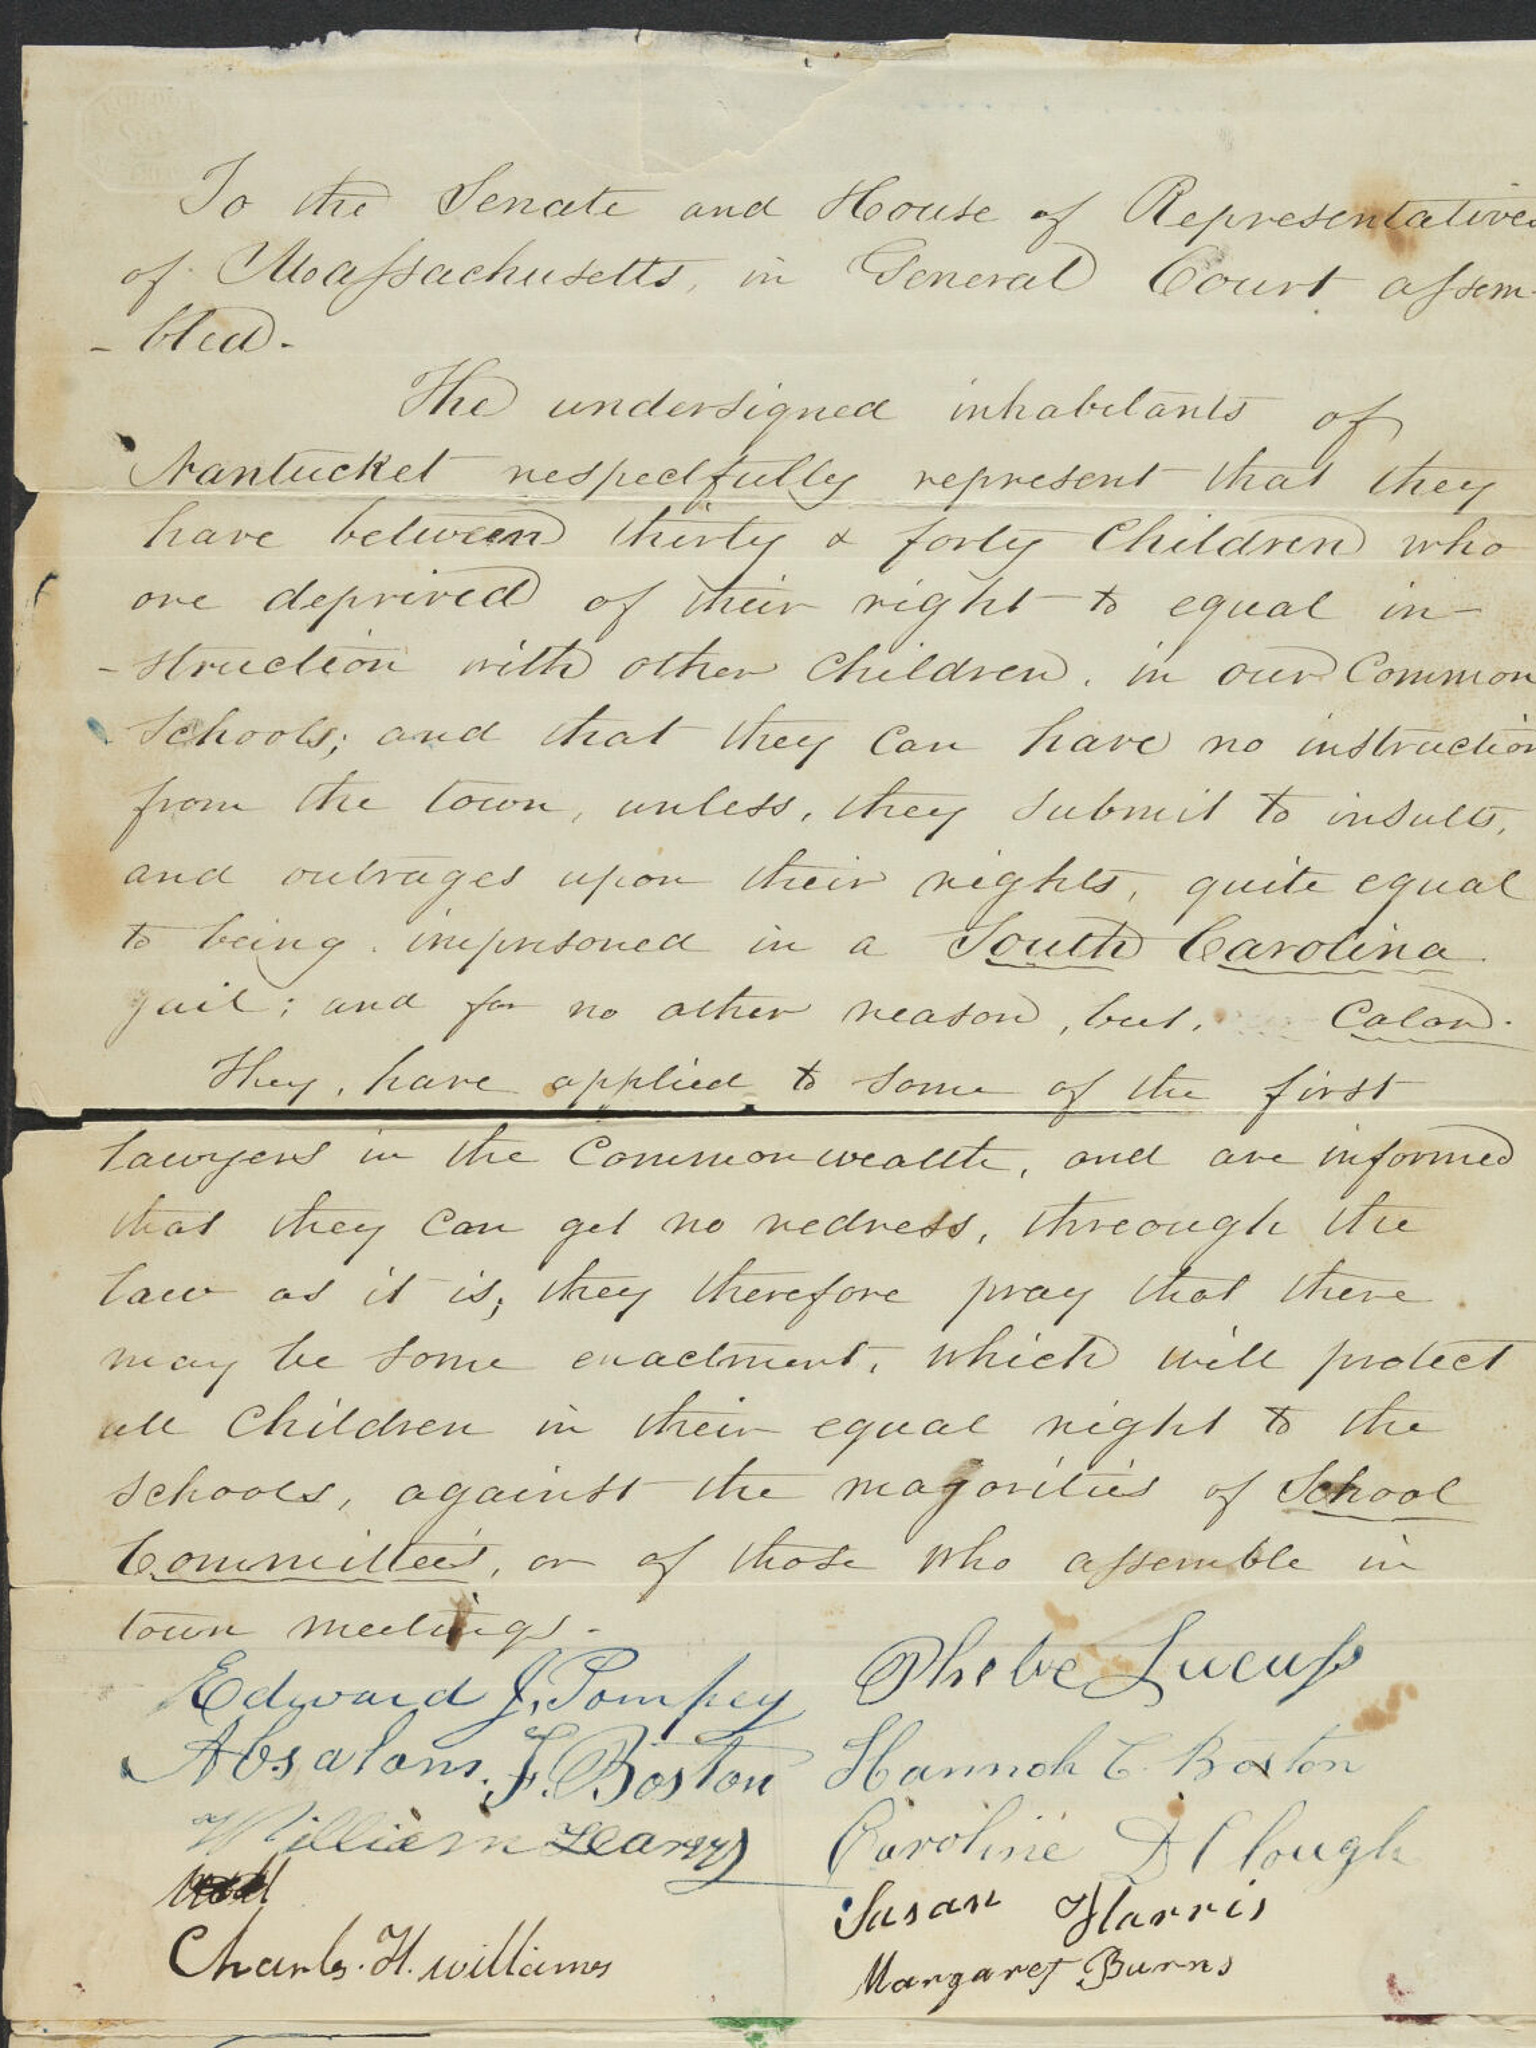 To the Senate and House of Representatives
of Massachusetts, in General Court assem-
- bled -
The undersigned inhabitants of
Nantucket respectfully represent that they
have between thirty & forty Children who
are deprived of their right to equal in-
- struction with other children, in our Common
schools; and that they can have no instruction
from the town, unless, they submit to insults,
and outrages upon their rights, quite equal
to being imprisoned in a South Carolina
jail; and for no other reason, but, Color.
They, have applied to some of the first
lawyers in the Commonwealth, and are informed
that they can get no redress, threough the
law as it is; they therefore pray that there
may be some enactment, which will protect
all children in their equal right to the
schools, against the majorities of School
Committees, or of those who assemble in
town meetings. -
Edward J. Pompey
Absalom. F. Boston
William Harris
Charles. H. williams
Phebe Lucus
Hannah C. Boston
Caroline D Clough
Susan Harris
Margaret Burns